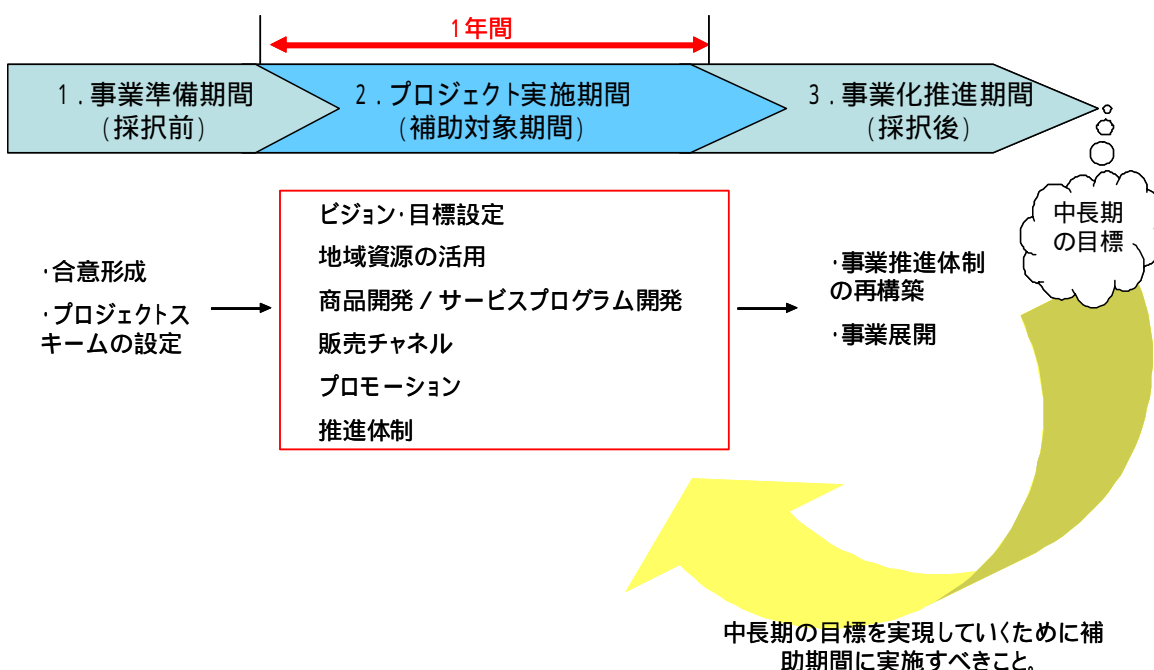 1年間
1．事業準備期間
(採択前)
2．プロジェクト実施期間
(補助対象期間)
3．事業化推進期間
(採択後)
中長期
の目標
・合意形成
・プロジェクトス
キームの設定
ビジョン・目標設定
地域資源の活用
商品開発/サービスプログラム開発
販売チャネル
プロモーション
推進体制
・事業推進体制
の再構築
・事業展開
中長期の目標を実現していくために補
助期間に実施すべきこと。